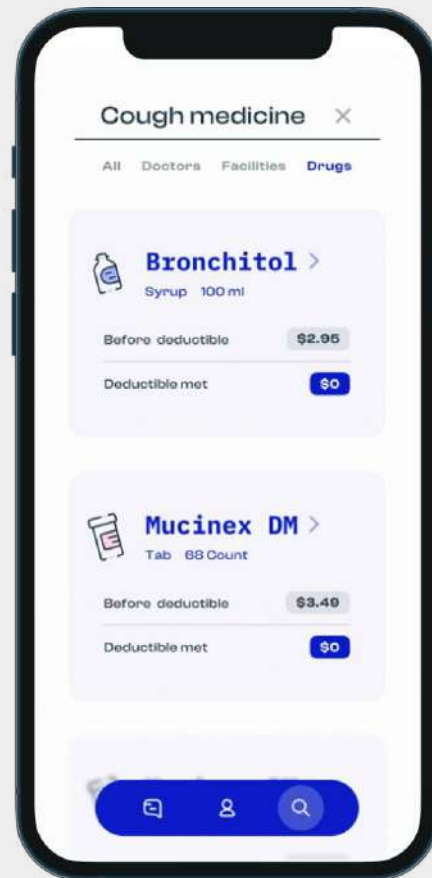 Cough medicine
All Doctors Facilities Drugs
Bronchitol
Syrup 100 ml
Before deductible $2.95
Deductible met $0
Mucinex DM
Tab 68 Count
Before deductible $3.49
Deductible met $0